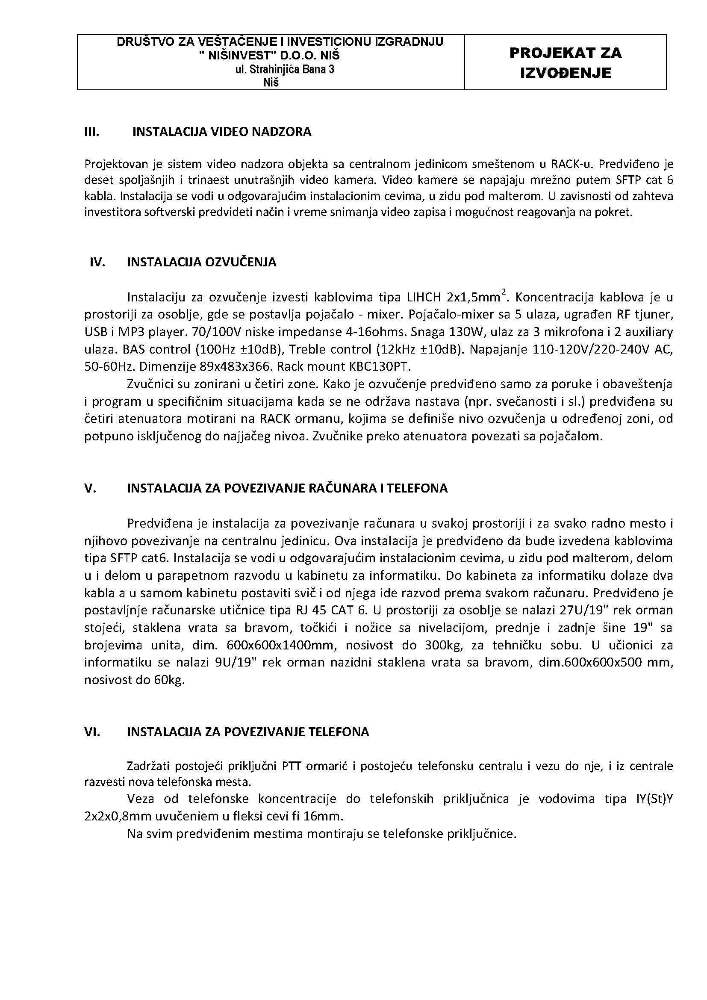 DRUŠTVO ZA VEŠTAČENJE I INVESTICIONU IZGRADNJU
" NIŠINVEST" D.O.O. NIŠ
ul. Strahinjića Bana 3
Niš
PROJEKAT ZA
IZVOĐENJE
III. INSTALACIJA VIDEO NADZORA
Projektovan je sistem video nadzora objekta sa centralnom jedinicom smeštenom u RACK-u. Predviđeno je
deset spoljašnjih i trinaest unutrašnjih video kamera. Video kamere se napajaju mrežno putem SFTP cat 6
kabla. Instalacija se vodi u odgovarajućim instalacionim cevima, u zidu pod malterom. U zavisnosti od zahteva
investitora softverski predvideti način i vreme snimanja video zapisa i mogućnost reagovanja na pokret.
IV. INSTALACIJA OZVUČENJA
Instalaciju za ozvučenje izvesti kablovima tipa LIHCH 2x1,5mm². Koncentracija kablova je u
prostoriji za osoblje, gde se postavlja pojačalo - mixer. Pojačalo-mixer sa 5 ulaza, ugrađen RF tjuner,
USB i MP3 player. 70/100V niske impedanse 4-16ohms. Snaga 130W, ulaz za 3 mikrofona i 2 auxiliary
ulaza. BAS control (100Hz ±10dB), Treble control (12kHz ±10dB). Napajanje 110-120V/220-240V AC,
50-60Hz. Dimenzije 89x483x366. Rack mount KBC130PT.
Zvučnici su zonirani u četiri zone. Kako je ozvučenje predviđeno samo za poruke i obaveštenja
i program u specifičnim situacijama kada se ne održava nastava (npr. svečanosti i sl.) predviđena su
četiri atenuatora motirani na RACK ormanu, kojima se definiše nivo ozvučenja u određenoj zoni, od
potpuno isključenog do najjačeg nivoa. Zvučnike preko atenuatora povezati sa pojačalom.
V. INSTALACIJA ZA POVEZIVANJE RAČUNARA I TELEFONA
Predviđena je instalacija za povezivanje računara u svakoj prostoriji i za svako radno mesto i
njihovo povezivanje na centralnu jedinicu. Ova instalacija je predviđeno da bude izvedena kablovima
tipa SFTP cat6. Instalacija se vodi u odgovarajućim instalacionim cevima, u zidu pod malterom, delom
u i delom u parapetnom razvodu u kabinetu za informatiku. Do kabineta za informatiku dolaze dva
kabla a u samom kabinetu postaviti svič i od njega ide razvod prema svakom računaru. Predviđeno je
postavljnje računarske utičnice tipa RJ 45 CAT 6. U prostoriji za osoblje se nalazi 27U/19" rek orman
stojeći, staklena vrata sa bravom, točkići i nožice sa nivelacijom, prednje i zadnje šine 19" sa
brojevima unita, dim. 600x600x1400mm, nosivost do 300kg, za tehničku sobu. U učionici za
informatiku se nalazi 9U/19" rek orman nazidni staklena vrata sa bravom, dim.600x600x500 mm,
nosivost do 60kg.
VI. INSTALACIJA ZA POVEZIVANJE TELEFONA
Zadržati postojeći priključni PTT ormarić i postojeću telefonsku centralu i vezu do nje, i iz centrale
razvesti nova telefonska mesta.
Veza od telefonske koncentracije do telefonskih priključnica je vodovima tipa IY(St)Y
2x2x0,8mm uvučeniem u fleksi cevi fi 16mm.
Na svim predviđenim mestima montiraju se telefonske priključnice.